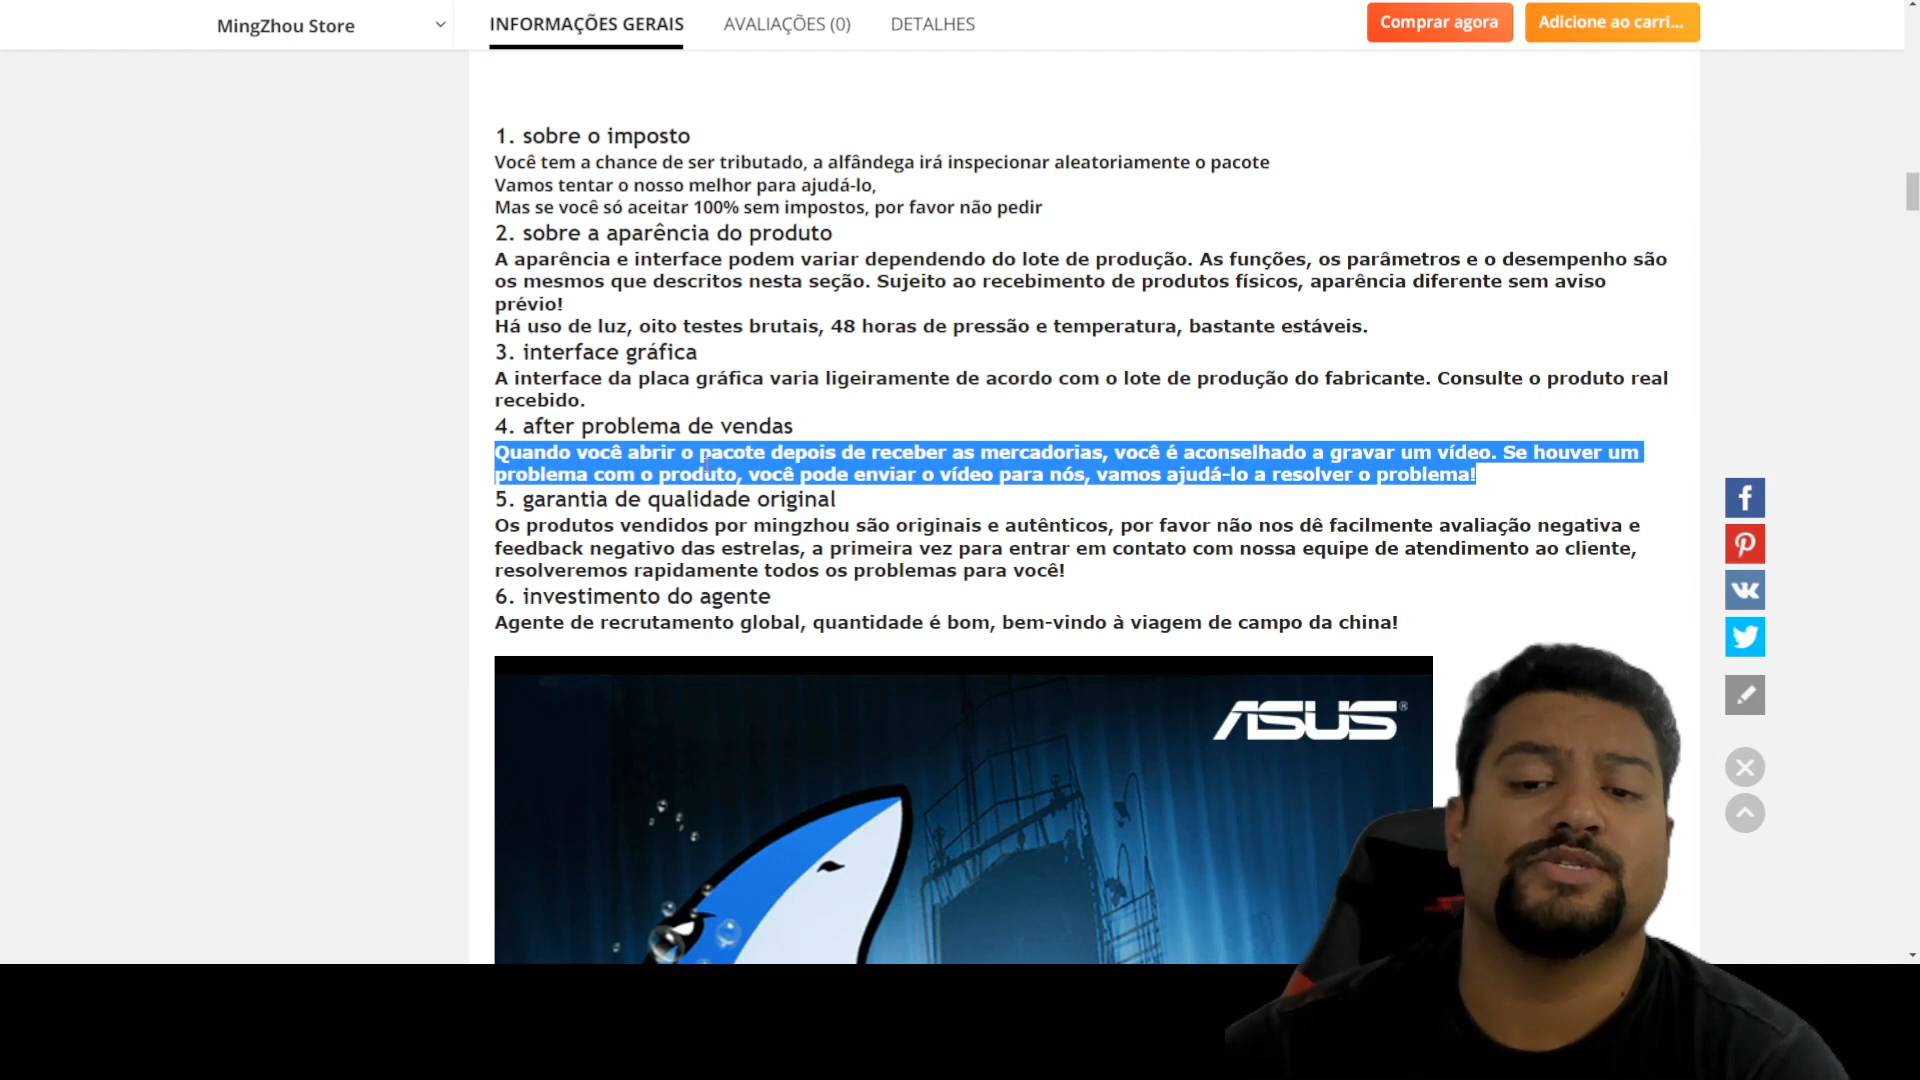 MingZhou Store
INFORMAÇÕES GERAIS
AVALIAÇÕES (0)
DETALHES
Comprar agora
Adicione ao carri...
1. sobre o imposto
Você tem a chance de ser tributado, a alfândega irá inspecionar aleatoriamente o pacote
Vamos tentar o nosso melhor para ajudá-lo,
Mas se você só aceitar 100% sem impostos, por favor não pedir
2. sobre a aparência do produto
A aparência e interface podem variar dependendo do lote de produção. As funções, os parâmetros e o desempenho são
os mesmos que descritos nesta seção. Sujeito ao recebimento de produtos físicos, aparência diferente sem aviso
prévio!
Há uso de luz, oito testes brutais, 48 horas de pressão e temperatura, bastante estáveis.
3. interface gráfica
A interface da placa gráfica varia ligeiramente de acordo com o lote de produção do fabricante. Consulte o produto real
recebido.
4. after problema de vendas
Quando você abrir o pacote depois de receber as mercadorias, você é aconselhado a gravar um vídeo. Se houver um
problema com o produto, você pode enviar o vídeo para nós, vamos ajudá-lo a resolver o problema!
5. garantia de qualidade original
Os produtos vendidos por mingzhou são originais e autênticos, por favor não nos dê facilmente avaliação negativa e
feedback negativo das estrelas, a primeira vez para entrar em contato com nossa equipe de atendimento ao cliente,
resolveremos rapidamente todos os problemas para você!
6. investimento do agente
Agente de recrutamento global, quantidade é bom, bem-vindo à viagem de campo da china!
ASUS®